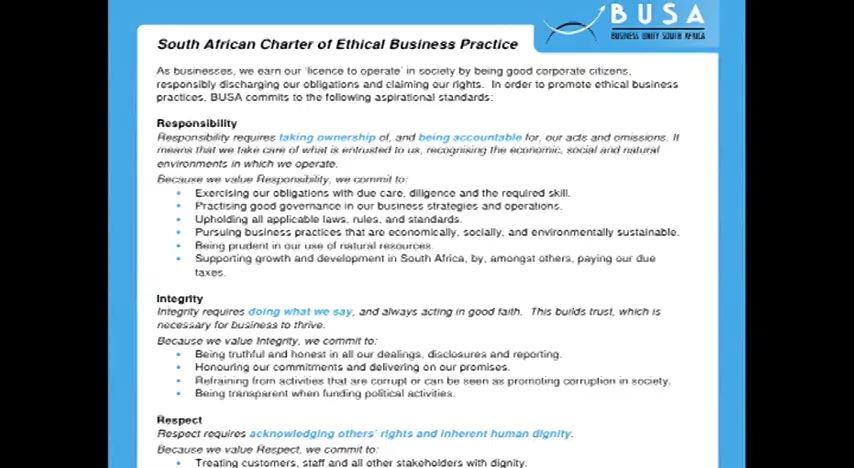 BUSA
BUSINESS UNITY SOUTH AFRICA
South African Charter of Ethical Business Practice
As businesses, we earn our 'licence to operate' in society by being good corporate citizens,
responsibly discharging our obligations and claiming our rights. In order to promote ethical business
practices, BUSA commits to the following aspirational standards:
Responsibility
Responsibility requires taking ownership of, and being accountable for, our acts and omissions. It
means that we take care of what is entrusted to us, recognising the economic, social and natural
environments in which we operate.
Because we value Responsibility, we commit to:
• Exercising our obligations with due care, diligence and the required skill.
• Practising good governance in our business strategies and operations.
• Upholding all applicable laws, rules, and standards.
• Pursuing business practices that are economically, socially, and environmentally sustainable.
• Being prudent in our use of natural resources.
• Supporting growth and development in South Africa, by, amongst others, paying our due
taxes.
Integrity
Integrity requires doing what we say, and always acting in good faith. This builds trust, which is
necessary for business to thrive.
Because we value Integrity, we commit to:
• Being truthful and honest in all our dealings, disclosures and reporting.
• Honouring our commitments and delivering on our promises.
• Refraining from activities that are corrupt or can be seen as promoting corruption in society.
• Being transparent when funding political activities.
Respect
Respect requires acknowledging others' rights and inherent human dignity.
Because we value Respect, we commit to:
• Treating customers, staff and all other stakeholders with dignity.